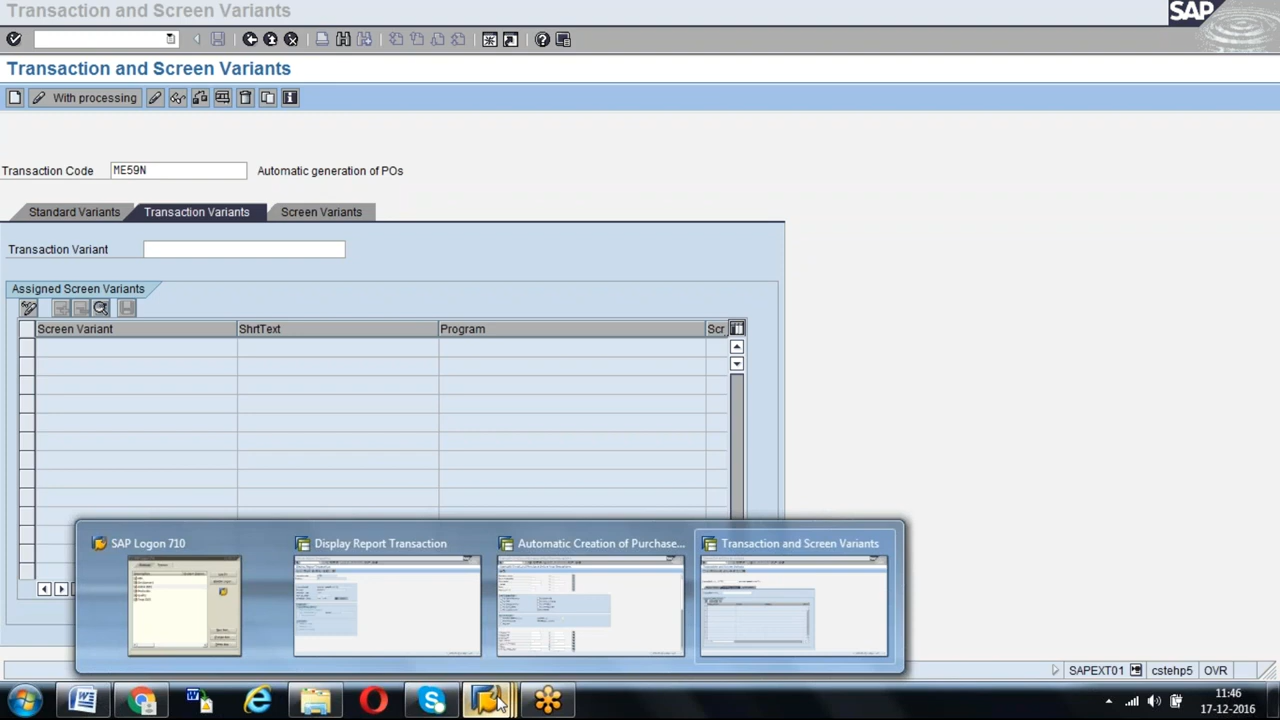 Transaction and Screen Variants
SAP
Transaction and Screen Variants
With processing
Transaction Code ME59N Automatic generation of POs
Standard Variants Transaction Variants Screen Variants
Transaction Variant
Assigned Screen Variants
Screen Variant ShrtText Program Scr
SAP Logon 710 Display Report Transaction Automatic Creation of Purchase... Transaction and Screen Variants
SAPEXT01 cstehp5 OVR
11:46
17-12-2016